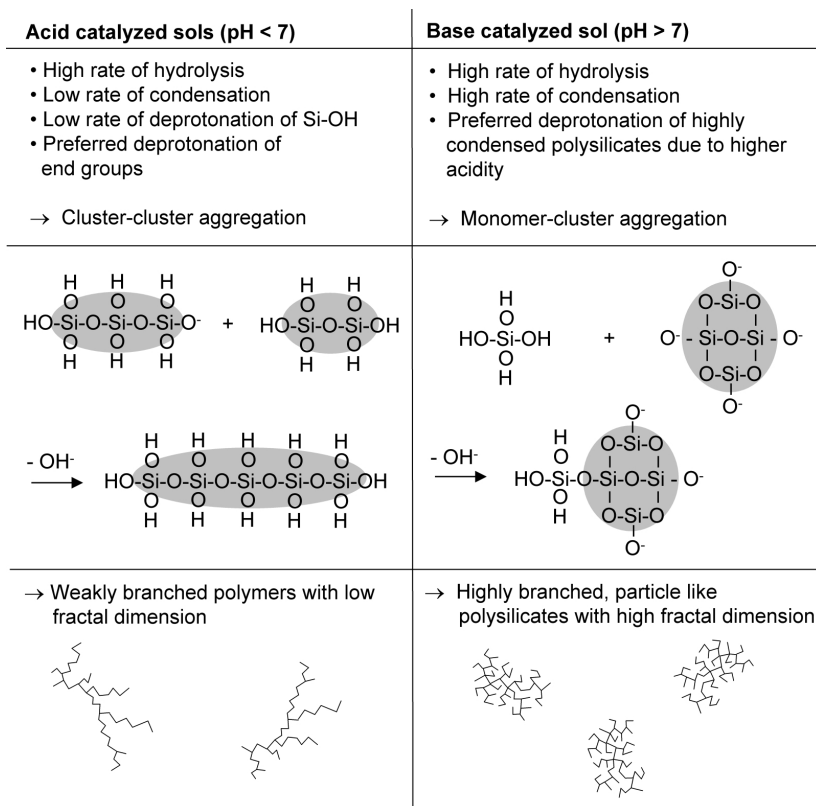 Acid catalyzed sols (pH < 7)
• High rate of hydrolysis
• Low rate of condensation
• Low rate of deprotonation of Si-OH
• Preferred deprotonation of
end groups
→ Cluster-cluster aggregation
Base catalyzed sol (pH > 7)
• High rate of hydrolysis
• High rate of condensation
• Preferred deprotonation of highly
condensed polysilicates due to higher
acidity
→ Monomer-cluster aggregation
H H H
O O O
HO-Si-O-Si-O-Si-O⁻
O O O
H H H
+
H H
O O
HO-Si-O-Si-OH
O O
H H
- OH⁻
H H H H H
O O O O O
HO-Si-O-Si-O-Si-O-Si-O-Si-OH
O O O O O
H H H H H
H
O
HO-Si-OH
O
H
+
O⁻
O-Si-O
O⁻ - Si-O-Si - O⁻
O-Si-O
O⁻
- OH⁻
O⁻
H
O O-Si-O
HO-Si-O-Si-O-Si - O⁻
O O-Si-O
H
O⁻
→ Weakly branched polymers with low
fractal dimension
→ Highly branched, particle like
polysilicates with high fractal dimension